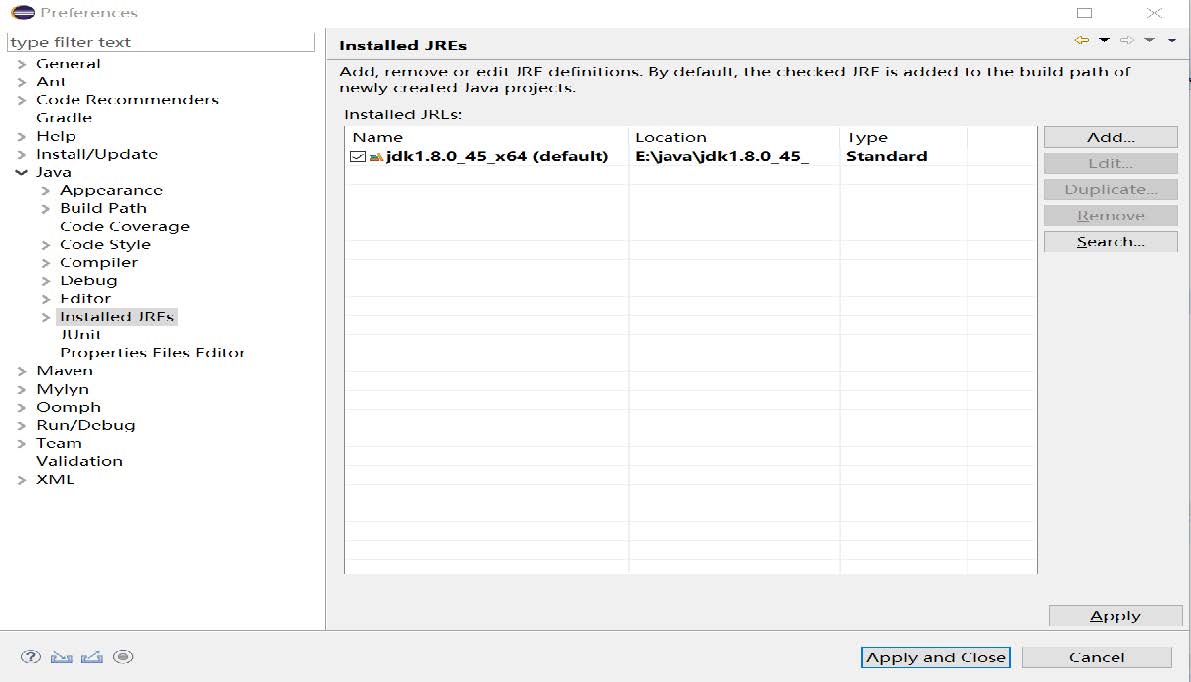 Preferences
type filter text
General
Ant
Code Recommenders
Gradle
Help
Install/Update
Java
Appearance
Build Path
Code Coverage
Code Style
Compiler
Debug
Editor
Installed JREs
JUnit
Properties Files Editor
Maven
Mylyn
Oomph
Run/Debug
Team
Validation
XML
Installed JREs
Add, remove or edit JRE definitions. By default, the checked JRE is added to the build path of
newly created Java projects.
Installed JREs:
Name Location Type
jdk1.8.0_45_x64 (default) E:\java\jdk1.8.0_45_ Standard
Add...
Edit...
Duplicate...
Remove
Search...
Apply
Apply and Close Cancel